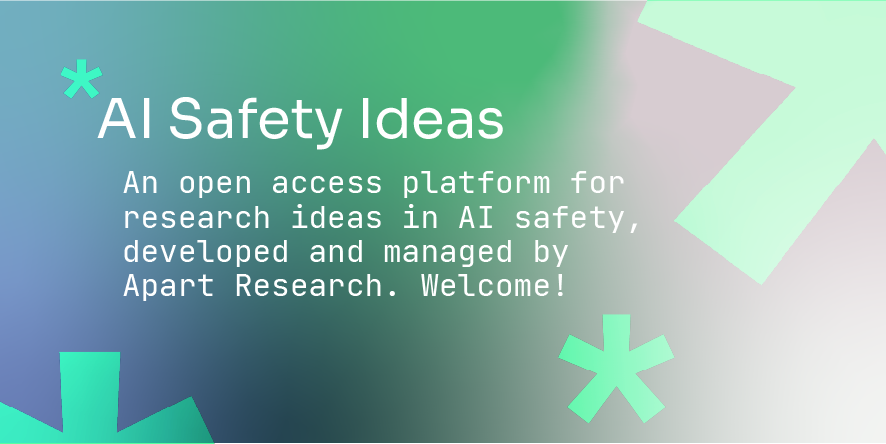 *AI Safety Ideas
An open access platform for
research ideas in AI safety,
developed and managed by
Apart Research. Welcome!